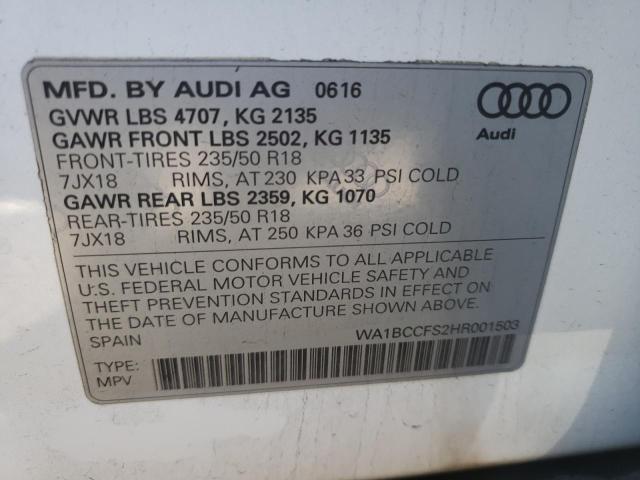 MFD. BY AUDI AG 0616
GVWR LBS 4707, KG 2135
GAWR FRONT LBS 2502, KG 1135
FRONT-TIRES 235/50 R18
7JX18 RIMS, AT 230 KPA 33 PSI COLD
GAWR REAR LBS 2359, KG 1070
REAR-TIRES 235/50 R18
7JX18 RIMS, AT 250 KPA 36 PSI COLD
Audi
THIS VEHICLE CONFORMS TO ALL APPLICABLE
U.S. FEDERAL MOTOR VEHICLE SAFETY AND
THEFT PREVENTION STANDARDS IN EFFECT ON
THE DATE OF MANUFACTURE SHOWN ABOVE.
SPAIN WA1BCCFS2HR001503
TYPE:
MPV